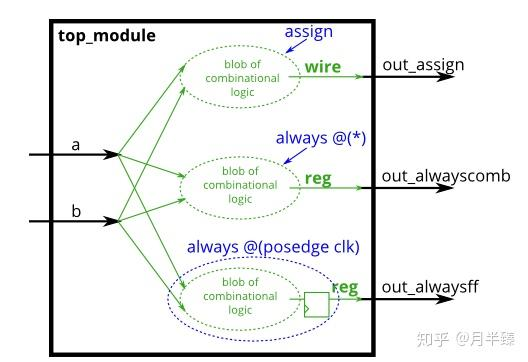 top_module
assign
blob of
combinational
logic
wire
out_assign
a
always @(*)
blob of
combinational
logic
reg
out_alwayscomb
b
always @(posedge clk)
blob of
combinational
logic
reg
out_alwaysff
知乎 @月半臻